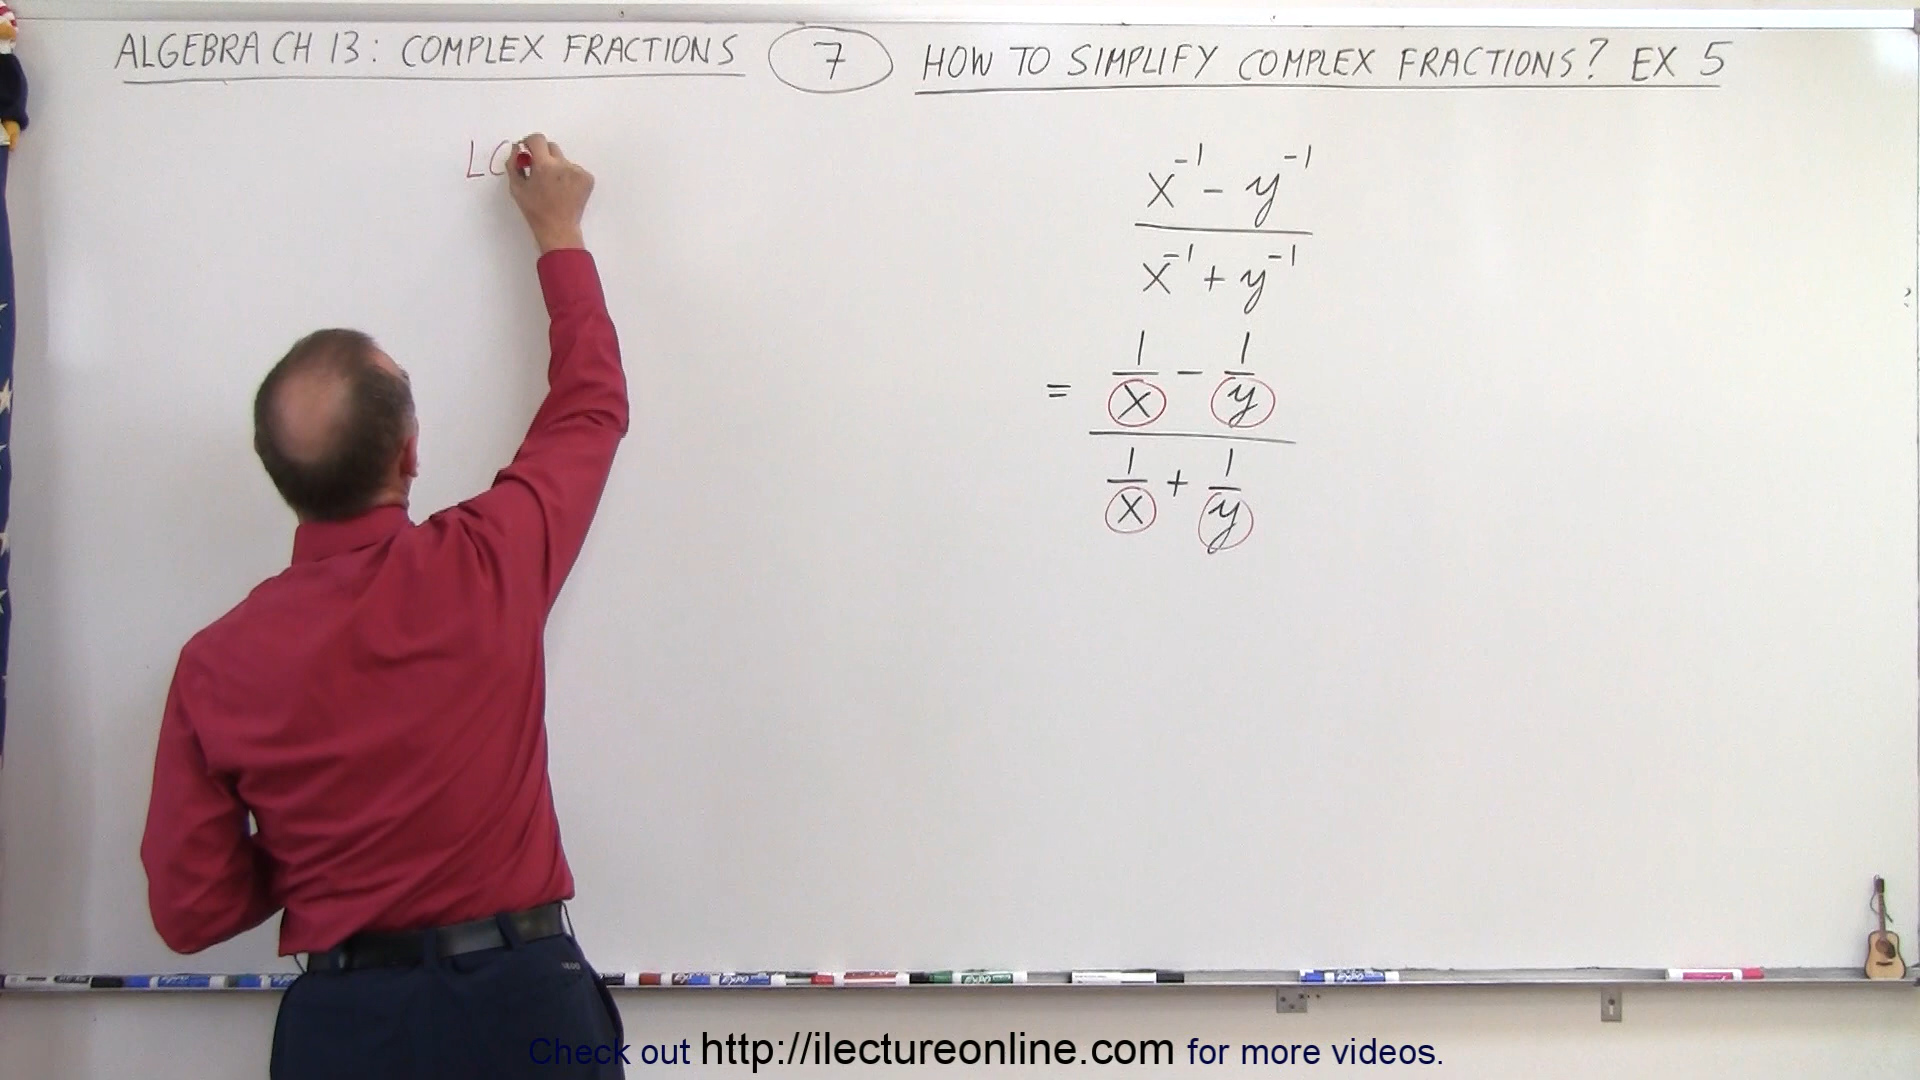 ALGEBRA CH 13: COMPLEX FRACTIONS 7 HOW TO SIMPLIFY COMPLEX FRACTIONS? EX 5
LC
x⁻¹ - y⁻¹
x⁻¹ + y⁻¹
= 1/x - 1/y
1/x + 1/y
Check out http://ilectureonline.com for more videos.